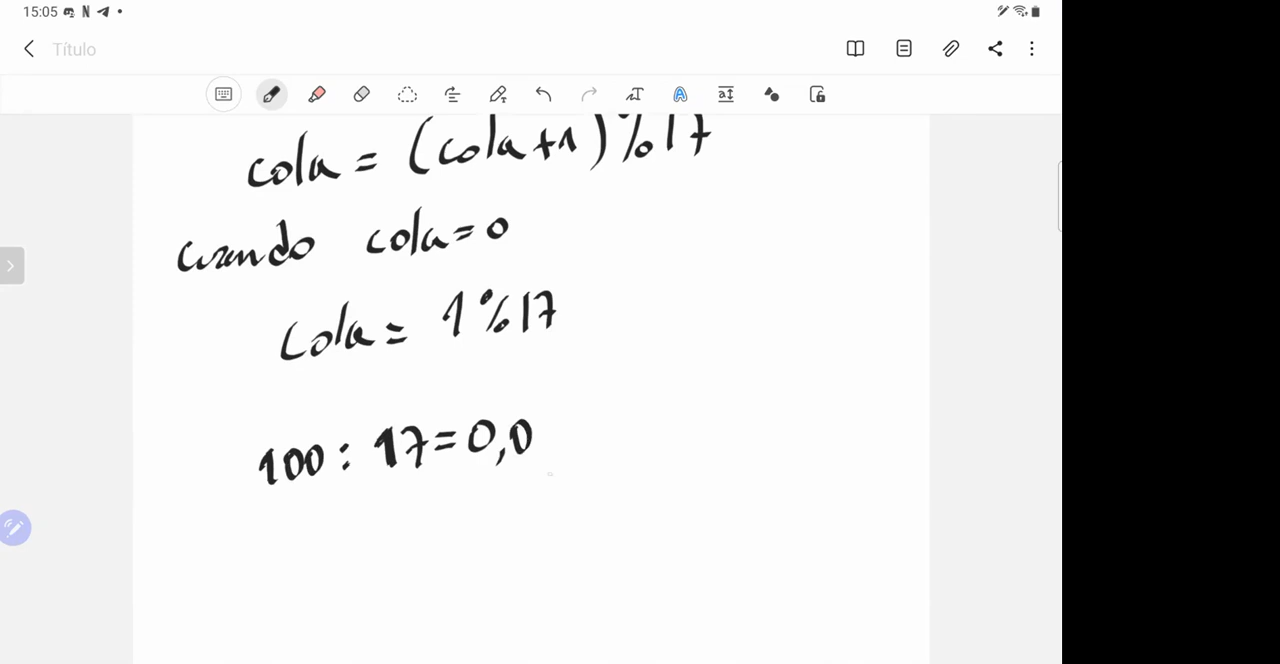 15:05 N
Título
cola = (cola+1)%17
cuando cola=0
cola= 1%17
100: 17=0,0